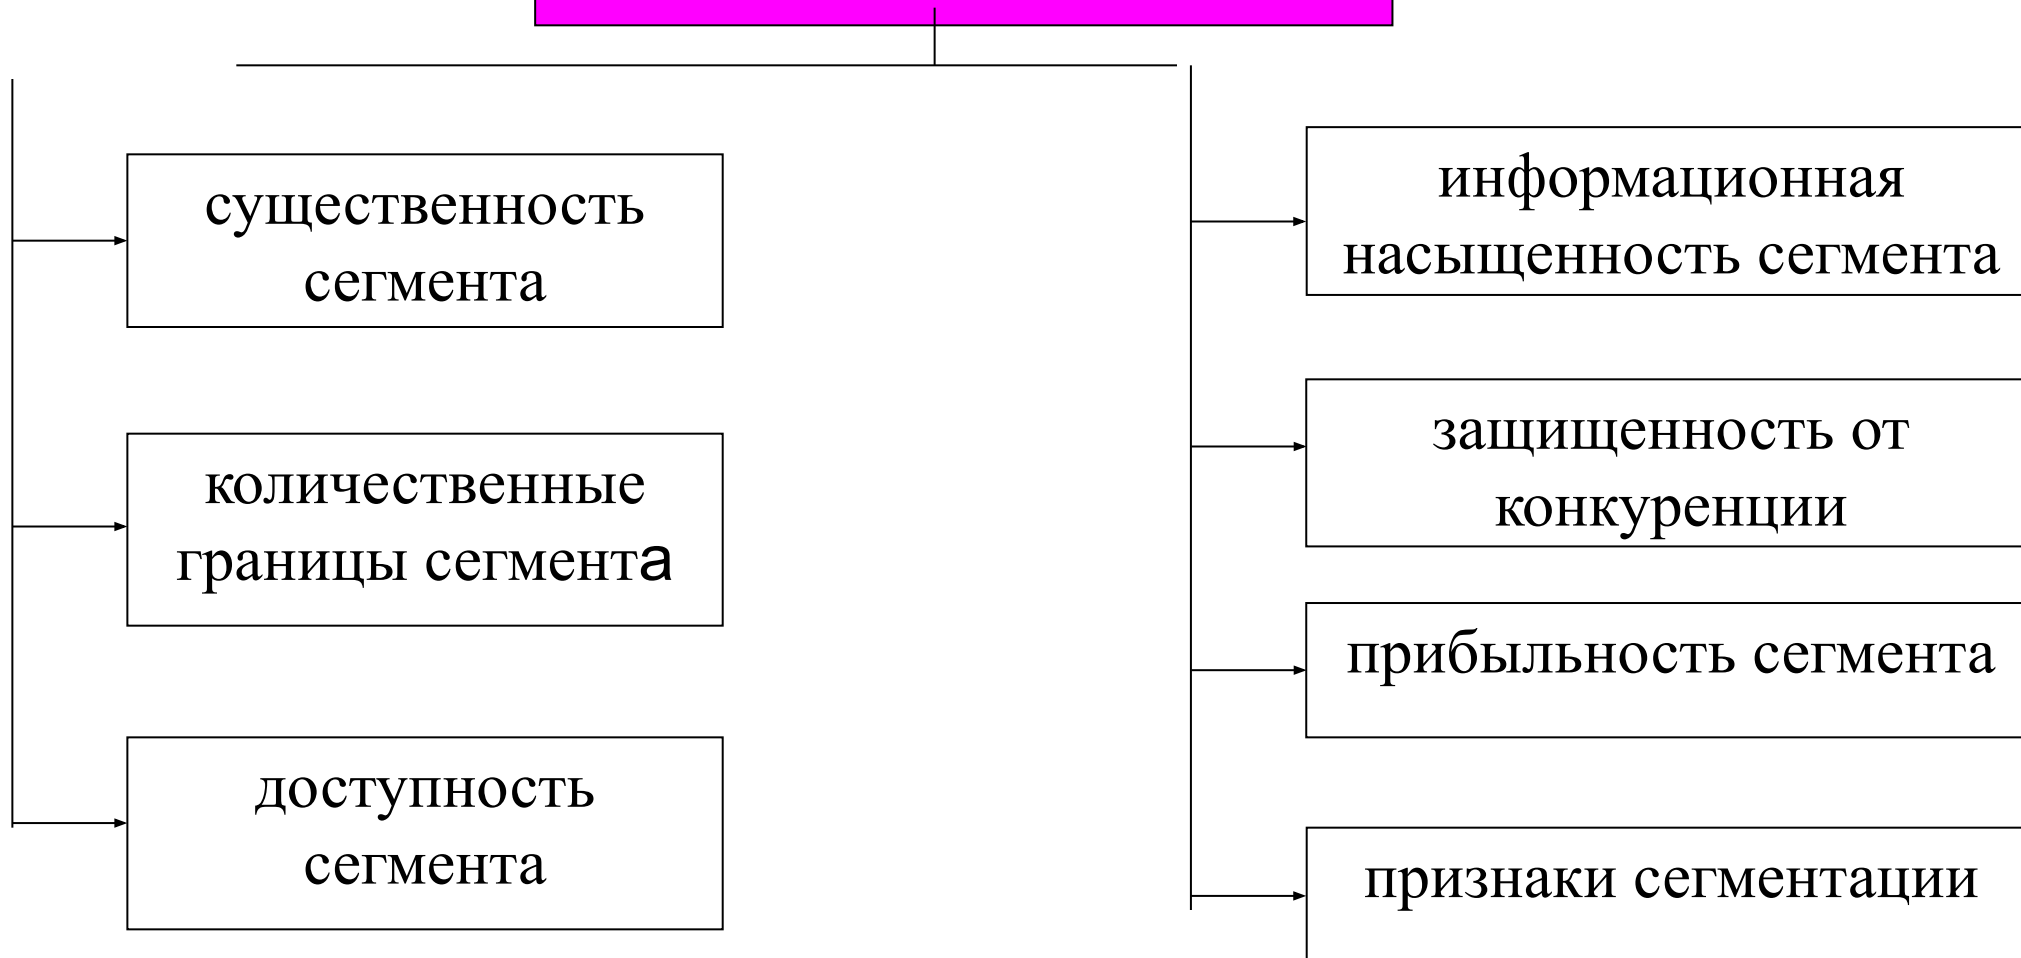 существенность
сегмента
количественные
границы сегмента
доступность
сегмента
информационная
насыщенность сегмента
защищенность от
конкуренции
прибыльность сегмента
признаки сегментации